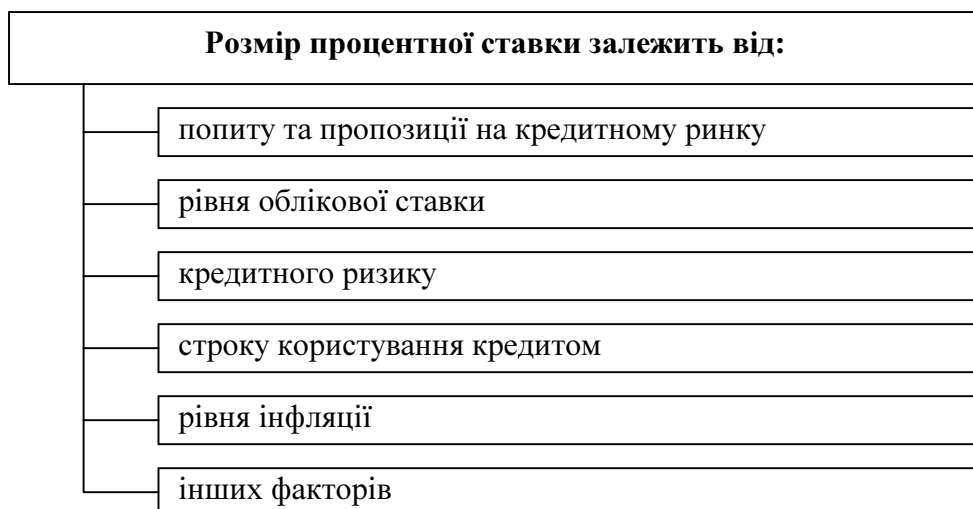 Розмір процентної ставки залежить від:
попиту та пропозиції на кредитному ринку
рівня облікової ставки
кредитного ризику
строку користування кредитом
рівня інфляції
інших факторів